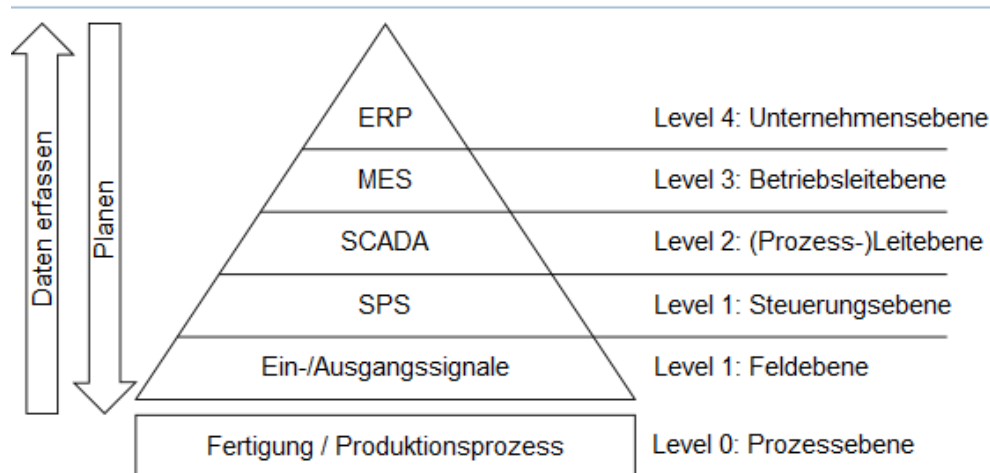 Daten erfassen
Planen
ERP
Level 4: Unternehmensebene
MES
Level 3: Betriebsleitebene
SCADA
Level 2: (Prozess-)Leitebene
SPS
Level 1: Steuerungsebene
Ein-/Ausgangssignale
Level 1: Feldebene
Fertigung / Produktionsprozess
Level 0: Prozessebene